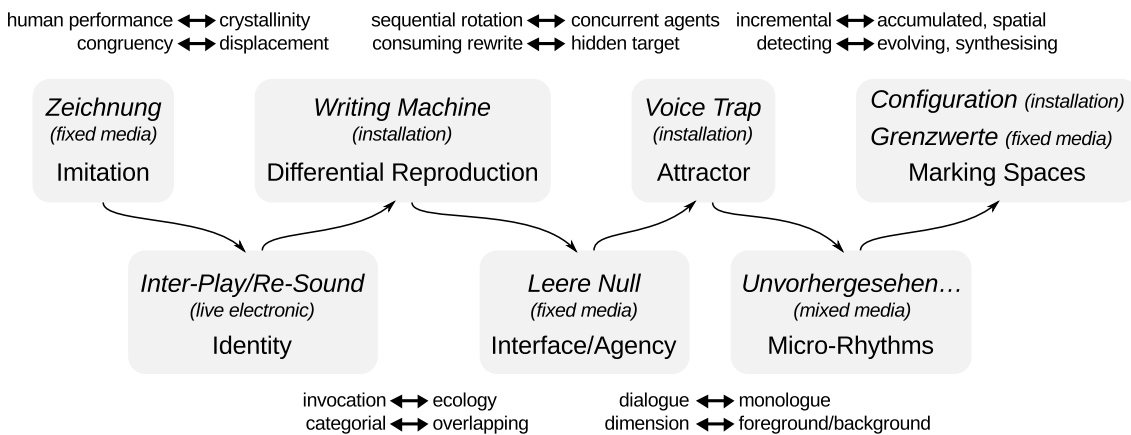 human performance ↔ crystallinity
congruency ↔ displacement
sequential rotation ↔ concurrent agents
consuming rewrite ↔ hidden target
incremental ↔ accumulated, spatial
detecting ↔ evolving, synthesising
Zeichnung
(fixed media)
Imitation
Writing Machine
(installation)
Differential Reproduction
Voice Trap
(installation)
Attractor
Configuration (installation)
Grenzwerte (fixed media)
Marking Spaces
Inter-Play/Re-Sound
(live electronic)
Identity
Leere Null
(fixed media)
Interface/Agency
Unvorhergesehen…
(mixed media)
Micro-Rhythms
invocation ↔ ecology
categorial ↔ overlapping
dialogue ↔ monologue
dimension ↔ foreground/background